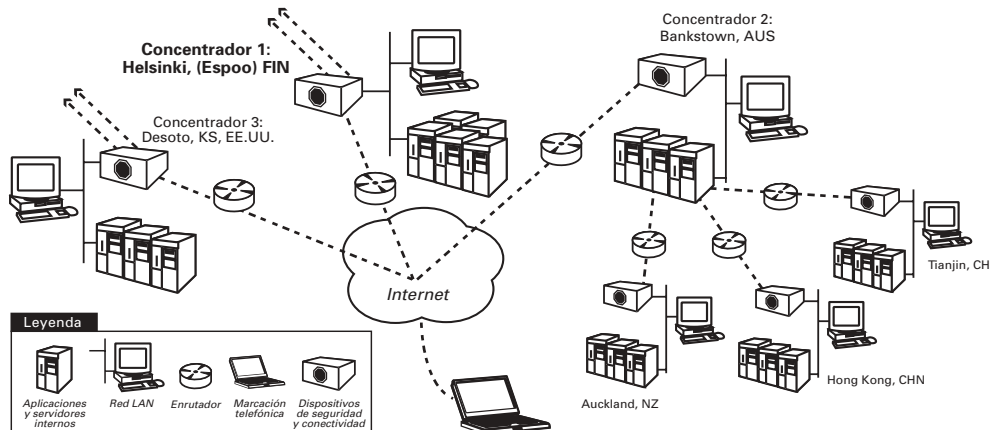 Concentrador 1:
Helsinki, (Espoo) FIN
Concentrador 2:
Bankstown, AUS
Concentrador 3:
Desoto, KS, EE.UU.
Internet
Tianjin, CH
Hong Kong, CHN
Auckland, NZ
Leyenda
Aplicaciones
y servidores
internos
Red LAN
Enrutador
Marcación
telefónica
Dispositivos
de seguridad
y conectividad